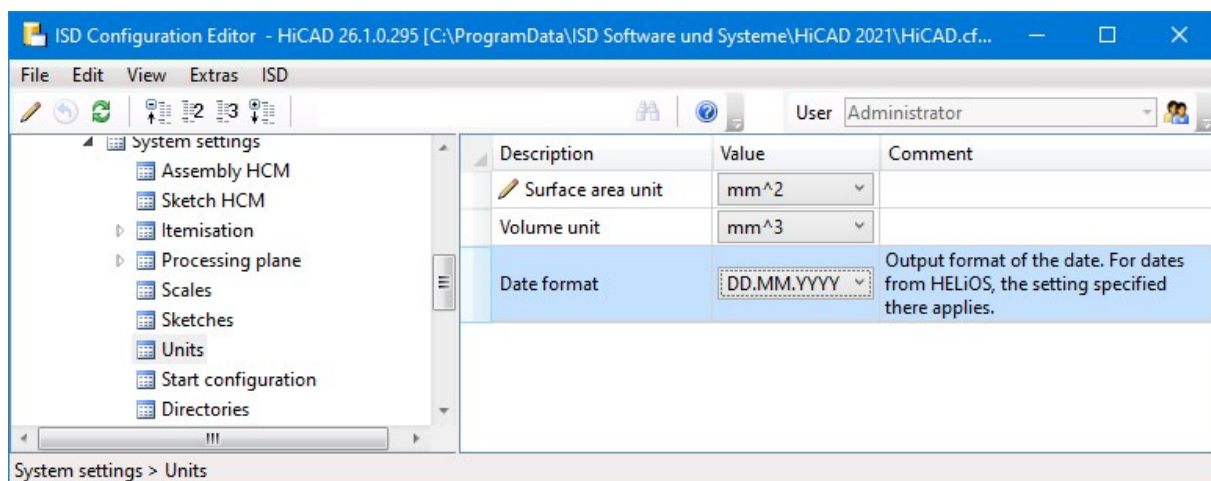 ISD Configuration Editor - HiCAD 26.1.0.295 [C:\ProgramData\ISD Software und Systeme\HiCAD 2021\HiCAD.cf...
File Edit View Extras ISD
2 3 User Administrator
System settings
Assembly HCM
Sketch HCM
Itemisation
Processing plane
Scales
Sketches
Units
Start configuration
Directories
Description Value Comment
Surface area unit mm^2
Volume unit mm^3
Date format DD.MM.YYYY Output format of the date. For dates
from HELiOS, the setting specified
there applies.
System settings > Units